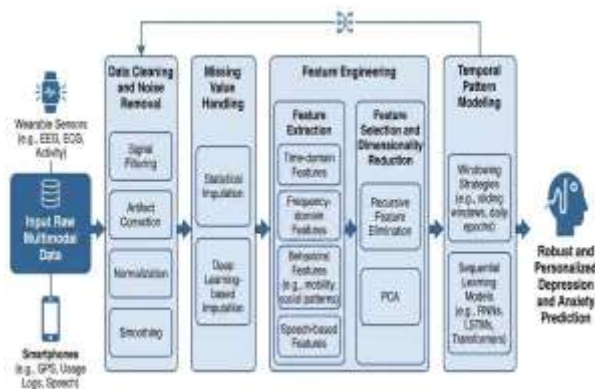 Wearable Sensors
(e.g., EEG, ECG,
Activity)
Input Raw
Multimodal
Data
Smartphones
(e.g., GPS, Usage
Logs, Speech)
Data Cleaning
and Noise
Removal
Signal
Filtering
Artifact
Correction
Normalization
Smoothing
Missing
Value
Handling
Statistical
Imputation
Deep
Learning-
based
Imputation
Feature Engineering
Feature
Extraction
Time-domain
Features
Frequency-
domain
Features
Behavioral
Features
(e.g., mobility,
social patterns)
Speech-based
Features
Feature
Selection and
Dimensionality
Reduction
Recursive
Feature
Elimination
PCA
Temporal
Pattern
Modeling
Windowing
Strategies
(e.g., sliding
windows, daily
epochs)
Sequential
Learning
Models
(e.g., RNNs,
LSTMs,
Transformers)
Robust and
Personalized
Depression
and Anxiety
Prediction